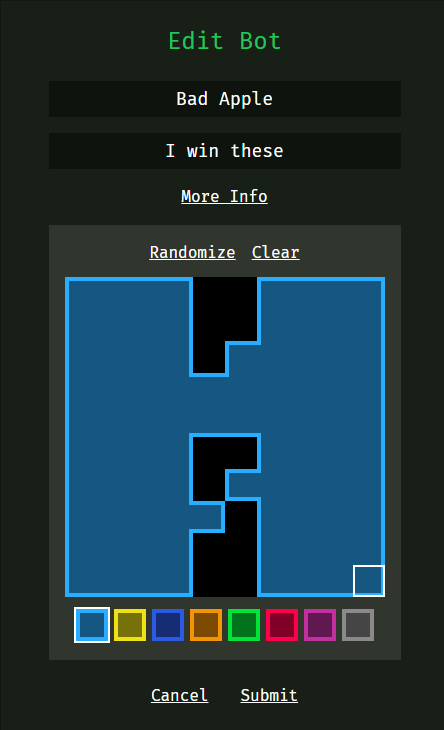 Edit Bot
Bad Apple
I win these
More Info
Randomize Clear
Cancel Submit